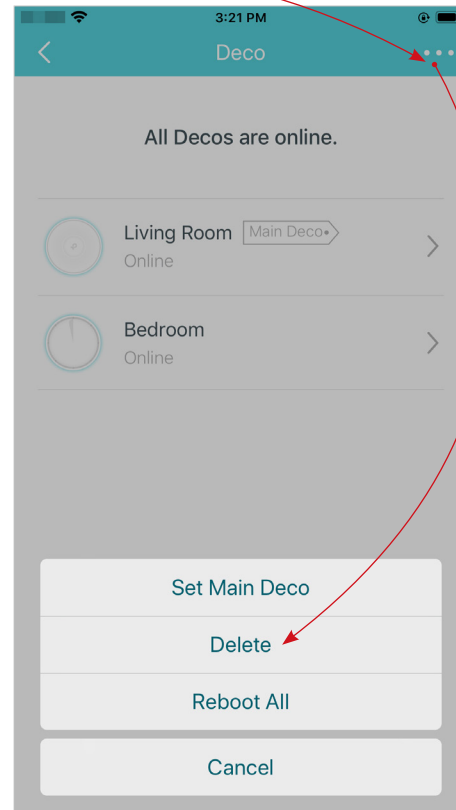 3:21 PM
Deco
All Decos are online.
Living Room Main Deco
Online
Bedroom
Online
Set Main Deco
Delete
Reboot All
Cancel